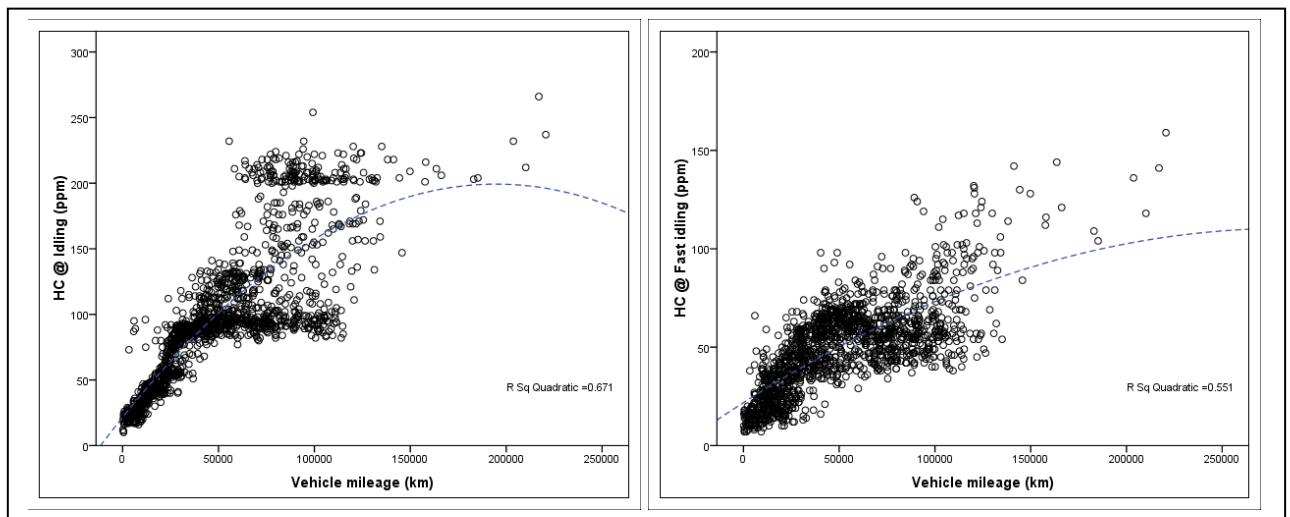 300
250
200
150
100
50
0
HC @ Idling (ppm)
R Sq Quadratic =0.671
0 50000 100000 150000 200000 250000
Vehicle mileage (km)
200
150
100
50
0
HC @ Fast idling (ppm)
R Sq Quadratic =0.551
0 50000 100000 150000 200000 250000
Vehicle mileage (km)